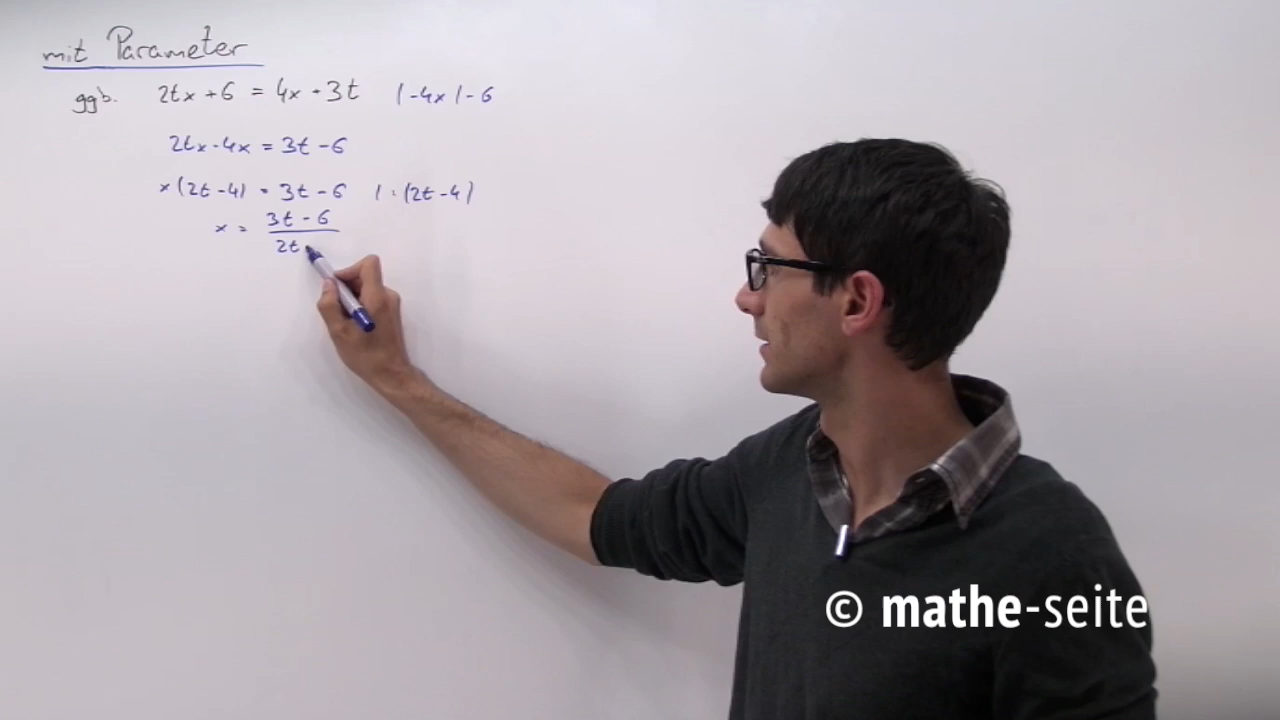 mit Parameter
ggb. 2tx + 6 = 4x + 3t | -4x | - 6
2tx - 4x = 3t - 6
x (2t - 4) = 3t - 6 | : (2t - 4)
x = 3t - 6
2t
© mathe-seite